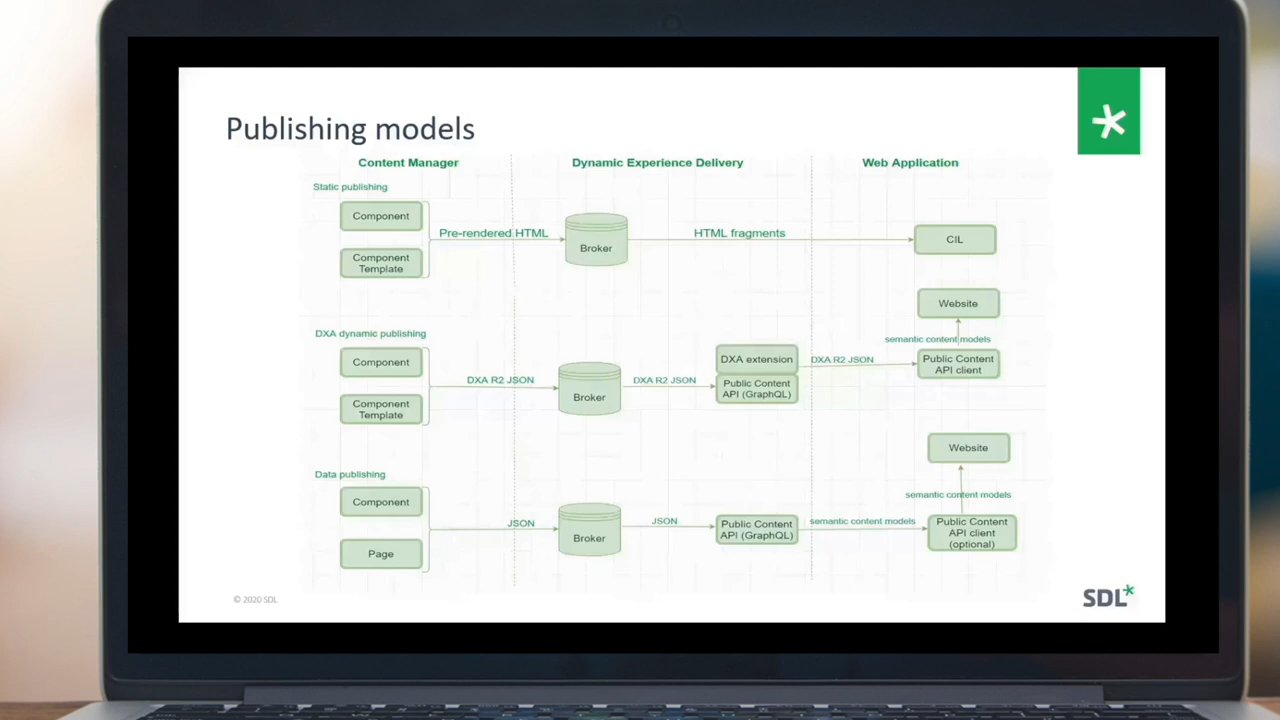 Publishing models
Content Manager
Dynamic Experience Delivery
Web Application
Static publishing
Component
Component
Template
Pre-rendered HTML
Broker
HTML fragments
CIL
DXA dynamic publishing
Component
Component
Template
DXA R2 JSON
Broker
DXA R2 JSON
DXA extension
Public Content
API (GraphQL)
DXA R2 JSON
Website
semantic content models
Public Content
API client
Data publishing
Component
Page
JSON
Broker
JSON
Public Content
API (GraphQL)
semantic content models
Website
semantic content models
Public Content
API client
(optional)
© 2020 SDL
SDL*